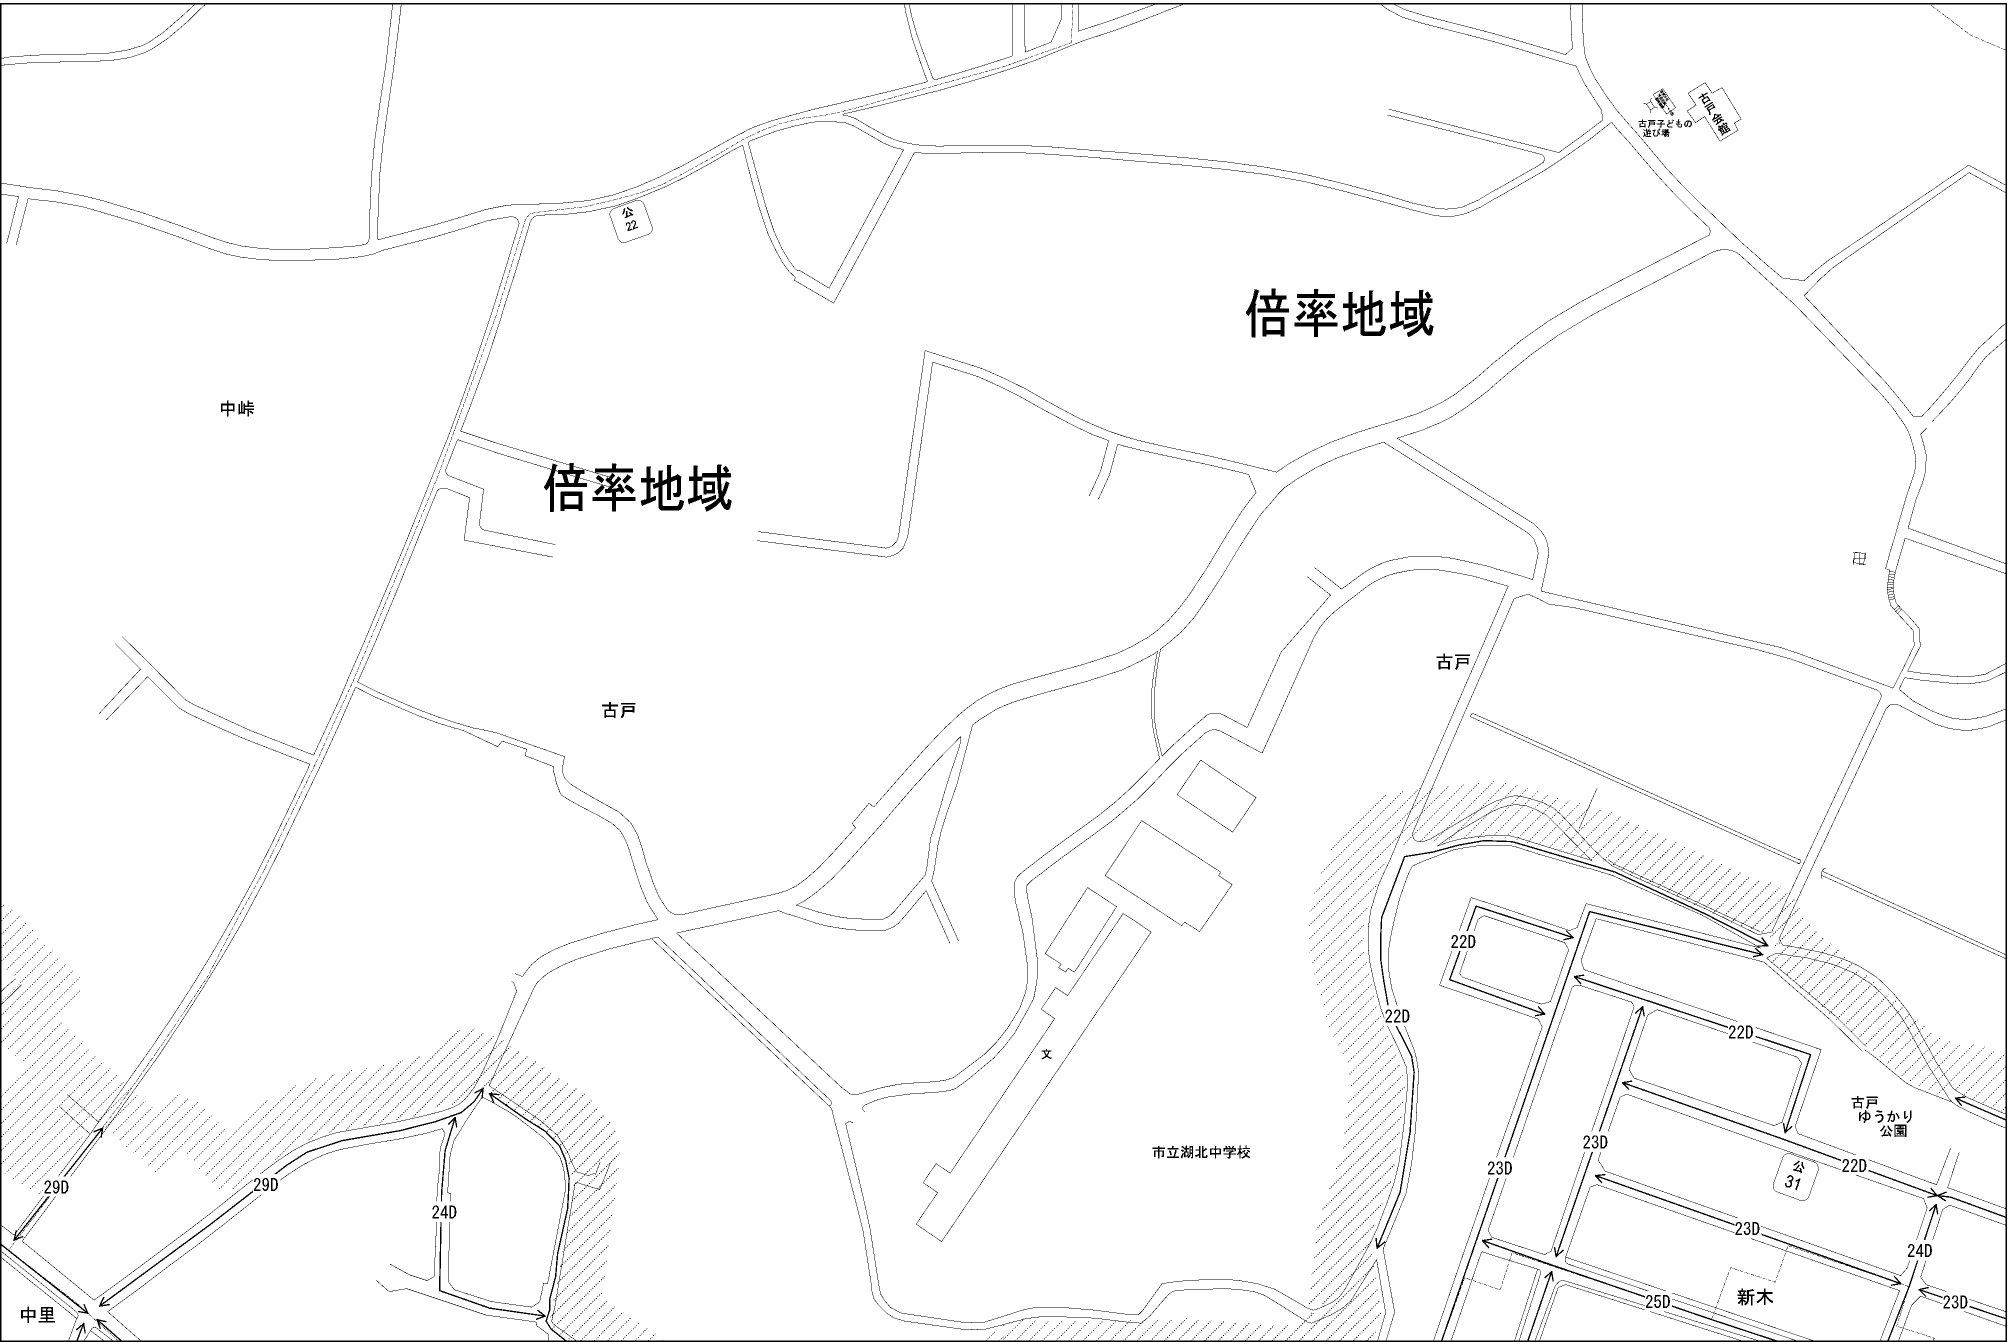 古戸会館
古戸子どもの
遊び場
公
22
倍率地域
中峠
倍率地域
古戸
古戸
22D
22D
22D
文
古戸
ゆうかり
公園
23D
市立湖北中学校
22D
23D
公
31
29D
29D
24D
23D
24D
25D
新木
23D
中里